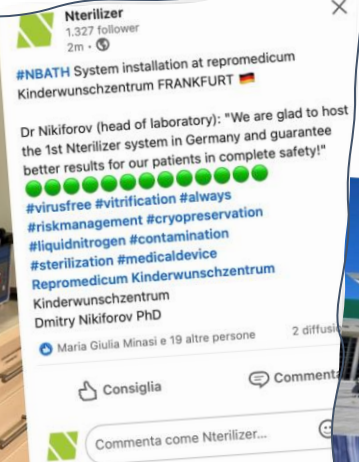 Nterilizer
1.327 follower
2m •
#NBATH System installation at repromedicum
Kinderwunschzentrum FRANKFURT
Dr Nikiforov (head of laboratory): "We are glad to host
the 1st Nterilizer system in Germany and guarantee
better results for our patients in complete safety!"
#virusfree #vitrification #always
#riskmanagement #cryopreservation
#liquidnitrogen #contamination
#sterilization #medicaldevice
Repromedicum Kinderwunschzentrum
Kinderwunschzentrum
Dmitry Nikiforov PhD
Maria Giulia Minasi e 19 altre persone
2
Consiglia
Commenta come Nterilizer...